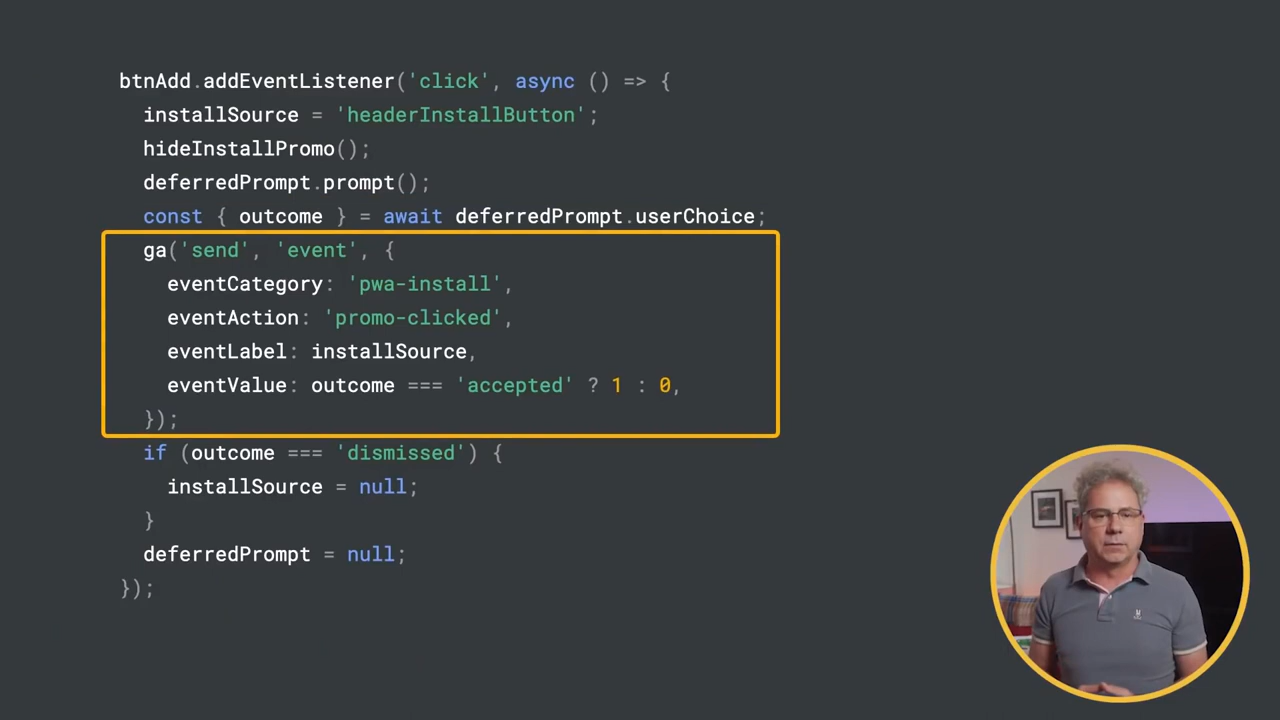 btnAdd.addEventListener('click', async () => {
installSource = 'headerInstallButton';
hideInstallPromo();
deferredPrompt.prompt();
const { outcome } = await deferredPrompt.userChoice;
ga('send', 'event', {
eventCategory: 'pwa-install',
eventAction: 'promo-clicked',
eventLabel: installSource,
eventValue: outcome === 'accepted' ? 1 : 0,
});
if (outcome === 'dismissed') {
installSource = null;
}
deferredPrompt = null;
});